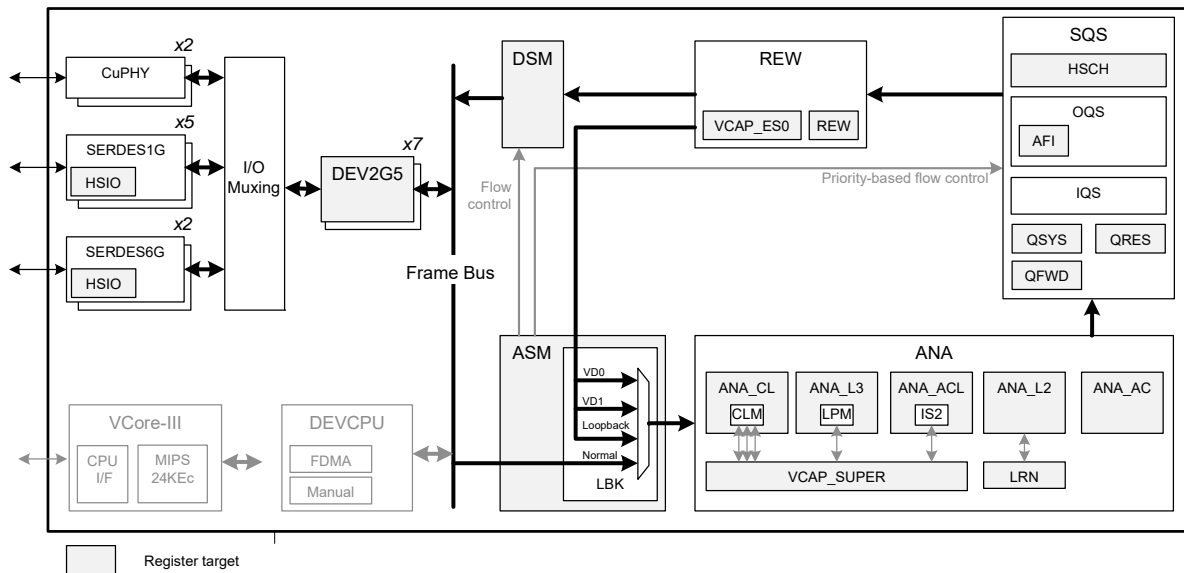 x2
CuPHY
x5
SERDES1G
HSIO
x2
SERDES6G
HSIO
I/O
Muxing
x7
DEV2G5
Frame Bus
DSM
Flow
control
REW
VCAP_ES0
REW
Priority-based flow control
SQS
HSCH
OQS
AFI
IQS
QSYS
QRES
QFWD
VCore-III
CPU
I/F
MIPS
24KEc
DEVCPU
FDMA
Manual
ASM
VD0
VD1
Loopback
Normal
LBK
ANA
ANA_CL
CLM
ANA_L3
LPM
ANA_ACL
IS2
ANA_L2
ANA_AC
VCAP_SUPER
LRN
Register target